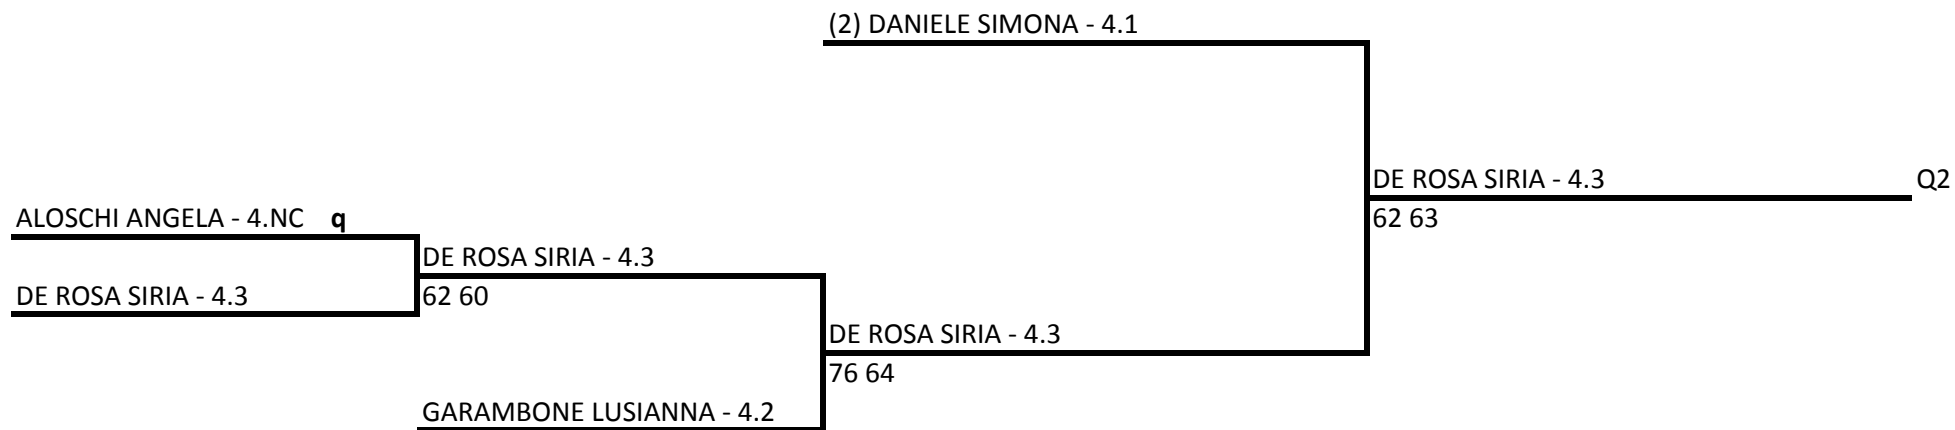 (2) DANIELE SIMONA - 4.1
DE ROSA SIRIA - 4.3 Q2
ALOSCHI ANGELA - 4.NC q
62 63
DE ROSA SIRIA - 4.3
DE ROSA SIRIA - 4.3
62 60
DE ROSA SIRIA - 4.3
76 64
GARAMBONE LUSIANNA - 4.2